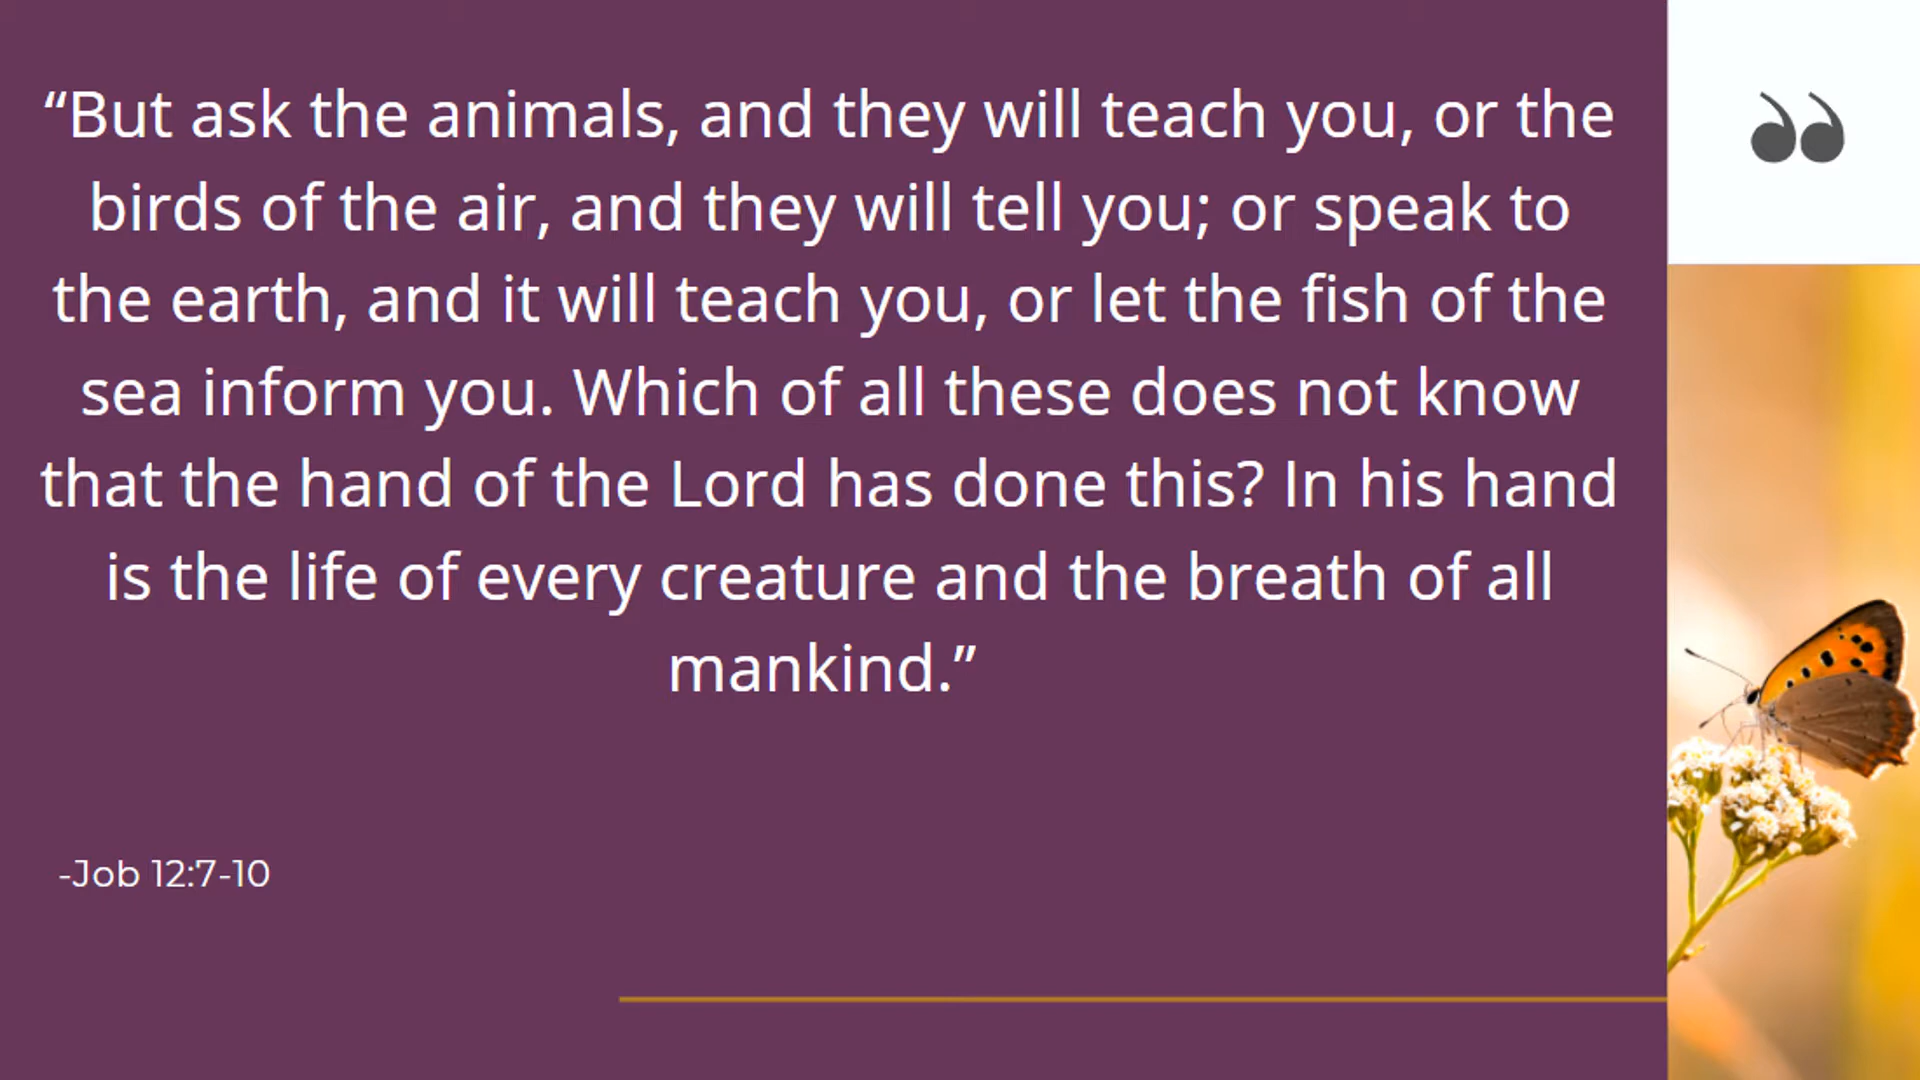 “But ask the animals, and they will teach you, or the
birds of the air, and they will tell you; or speak to
the earth, and it will teach you, or let the fish of the
sea inform you. Which of all these does not know
that the hand of the Lord has done this? In his hand
is the life of every creature and the breath of all
mankind.”
-Job 12:7-10